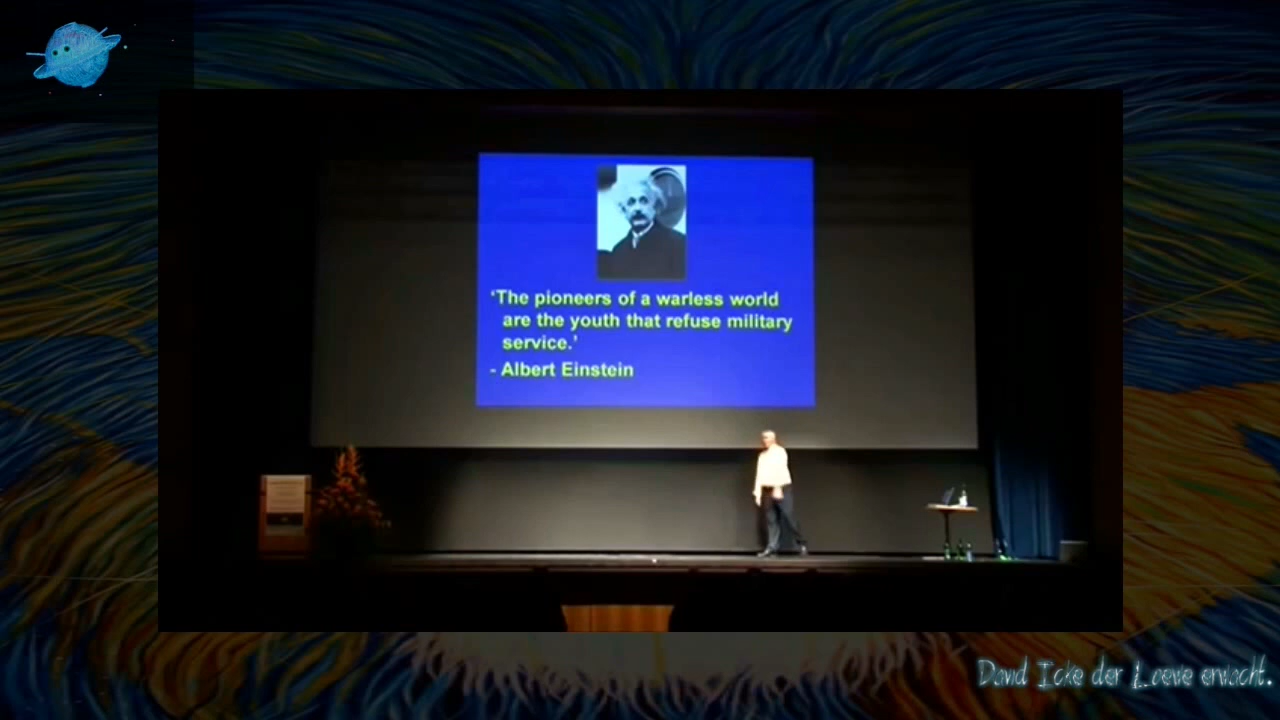 ‘The pioneers of a warless world
are the youth that refuse military
service.’
- Albert Einstein
David Icke der Loewe erwacht.